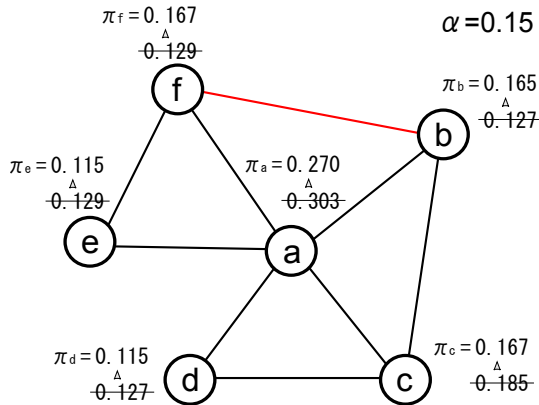 πf=0.167
Δ
0.129
α=0.15
f
πb=0.165
Δ
0.127
b
πe=0.115
Δ
0.129
πa=0.270
Δ
0.303
e
a
πd=0.115
Δ
0.127
d
c
πc=0.167
Δ
0.185